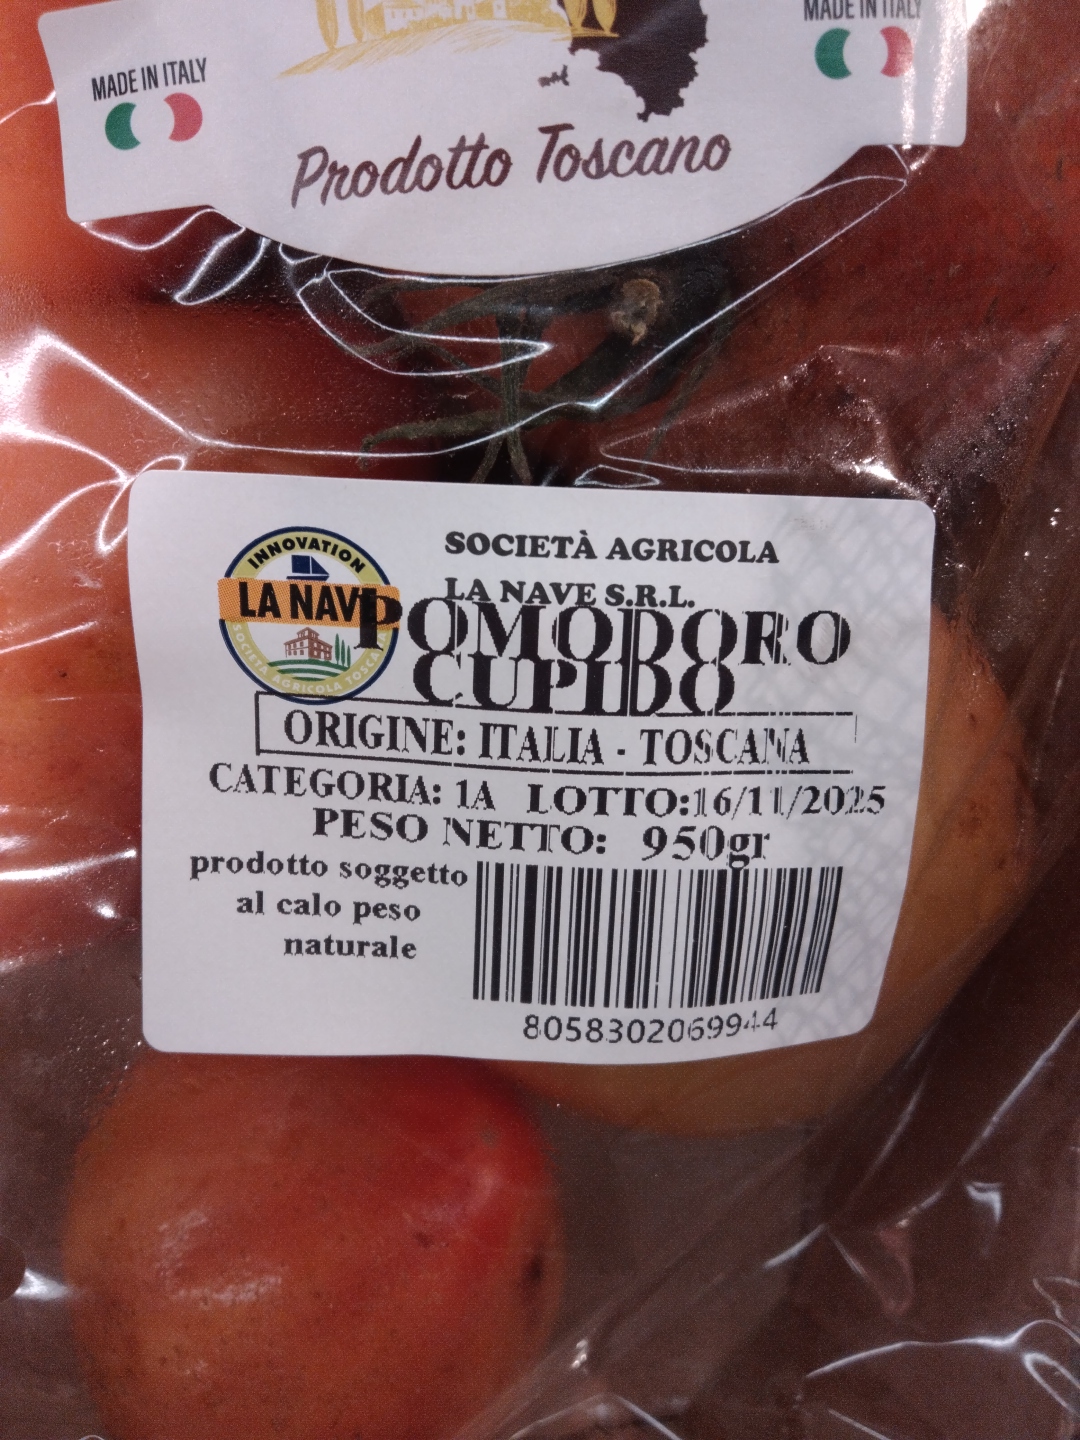 MADE IN ITALY
MADE IN ITALY
Prodotto Toscano
INNOVATION
LA NAVE
SOCIETÀ AGRICOLA TOSCANA
SOCIETÀ AGRICOLA
LA NAVE S.R.L.
POMODORO
CUPIDO
ORIGINE: ITALIA - TOSCANA
CATEGORIA: 1A LOTTO:16/11/2025
PESO NETTO: 950gr
prodotto soggetto
al calo peso
naturale
8058302069944